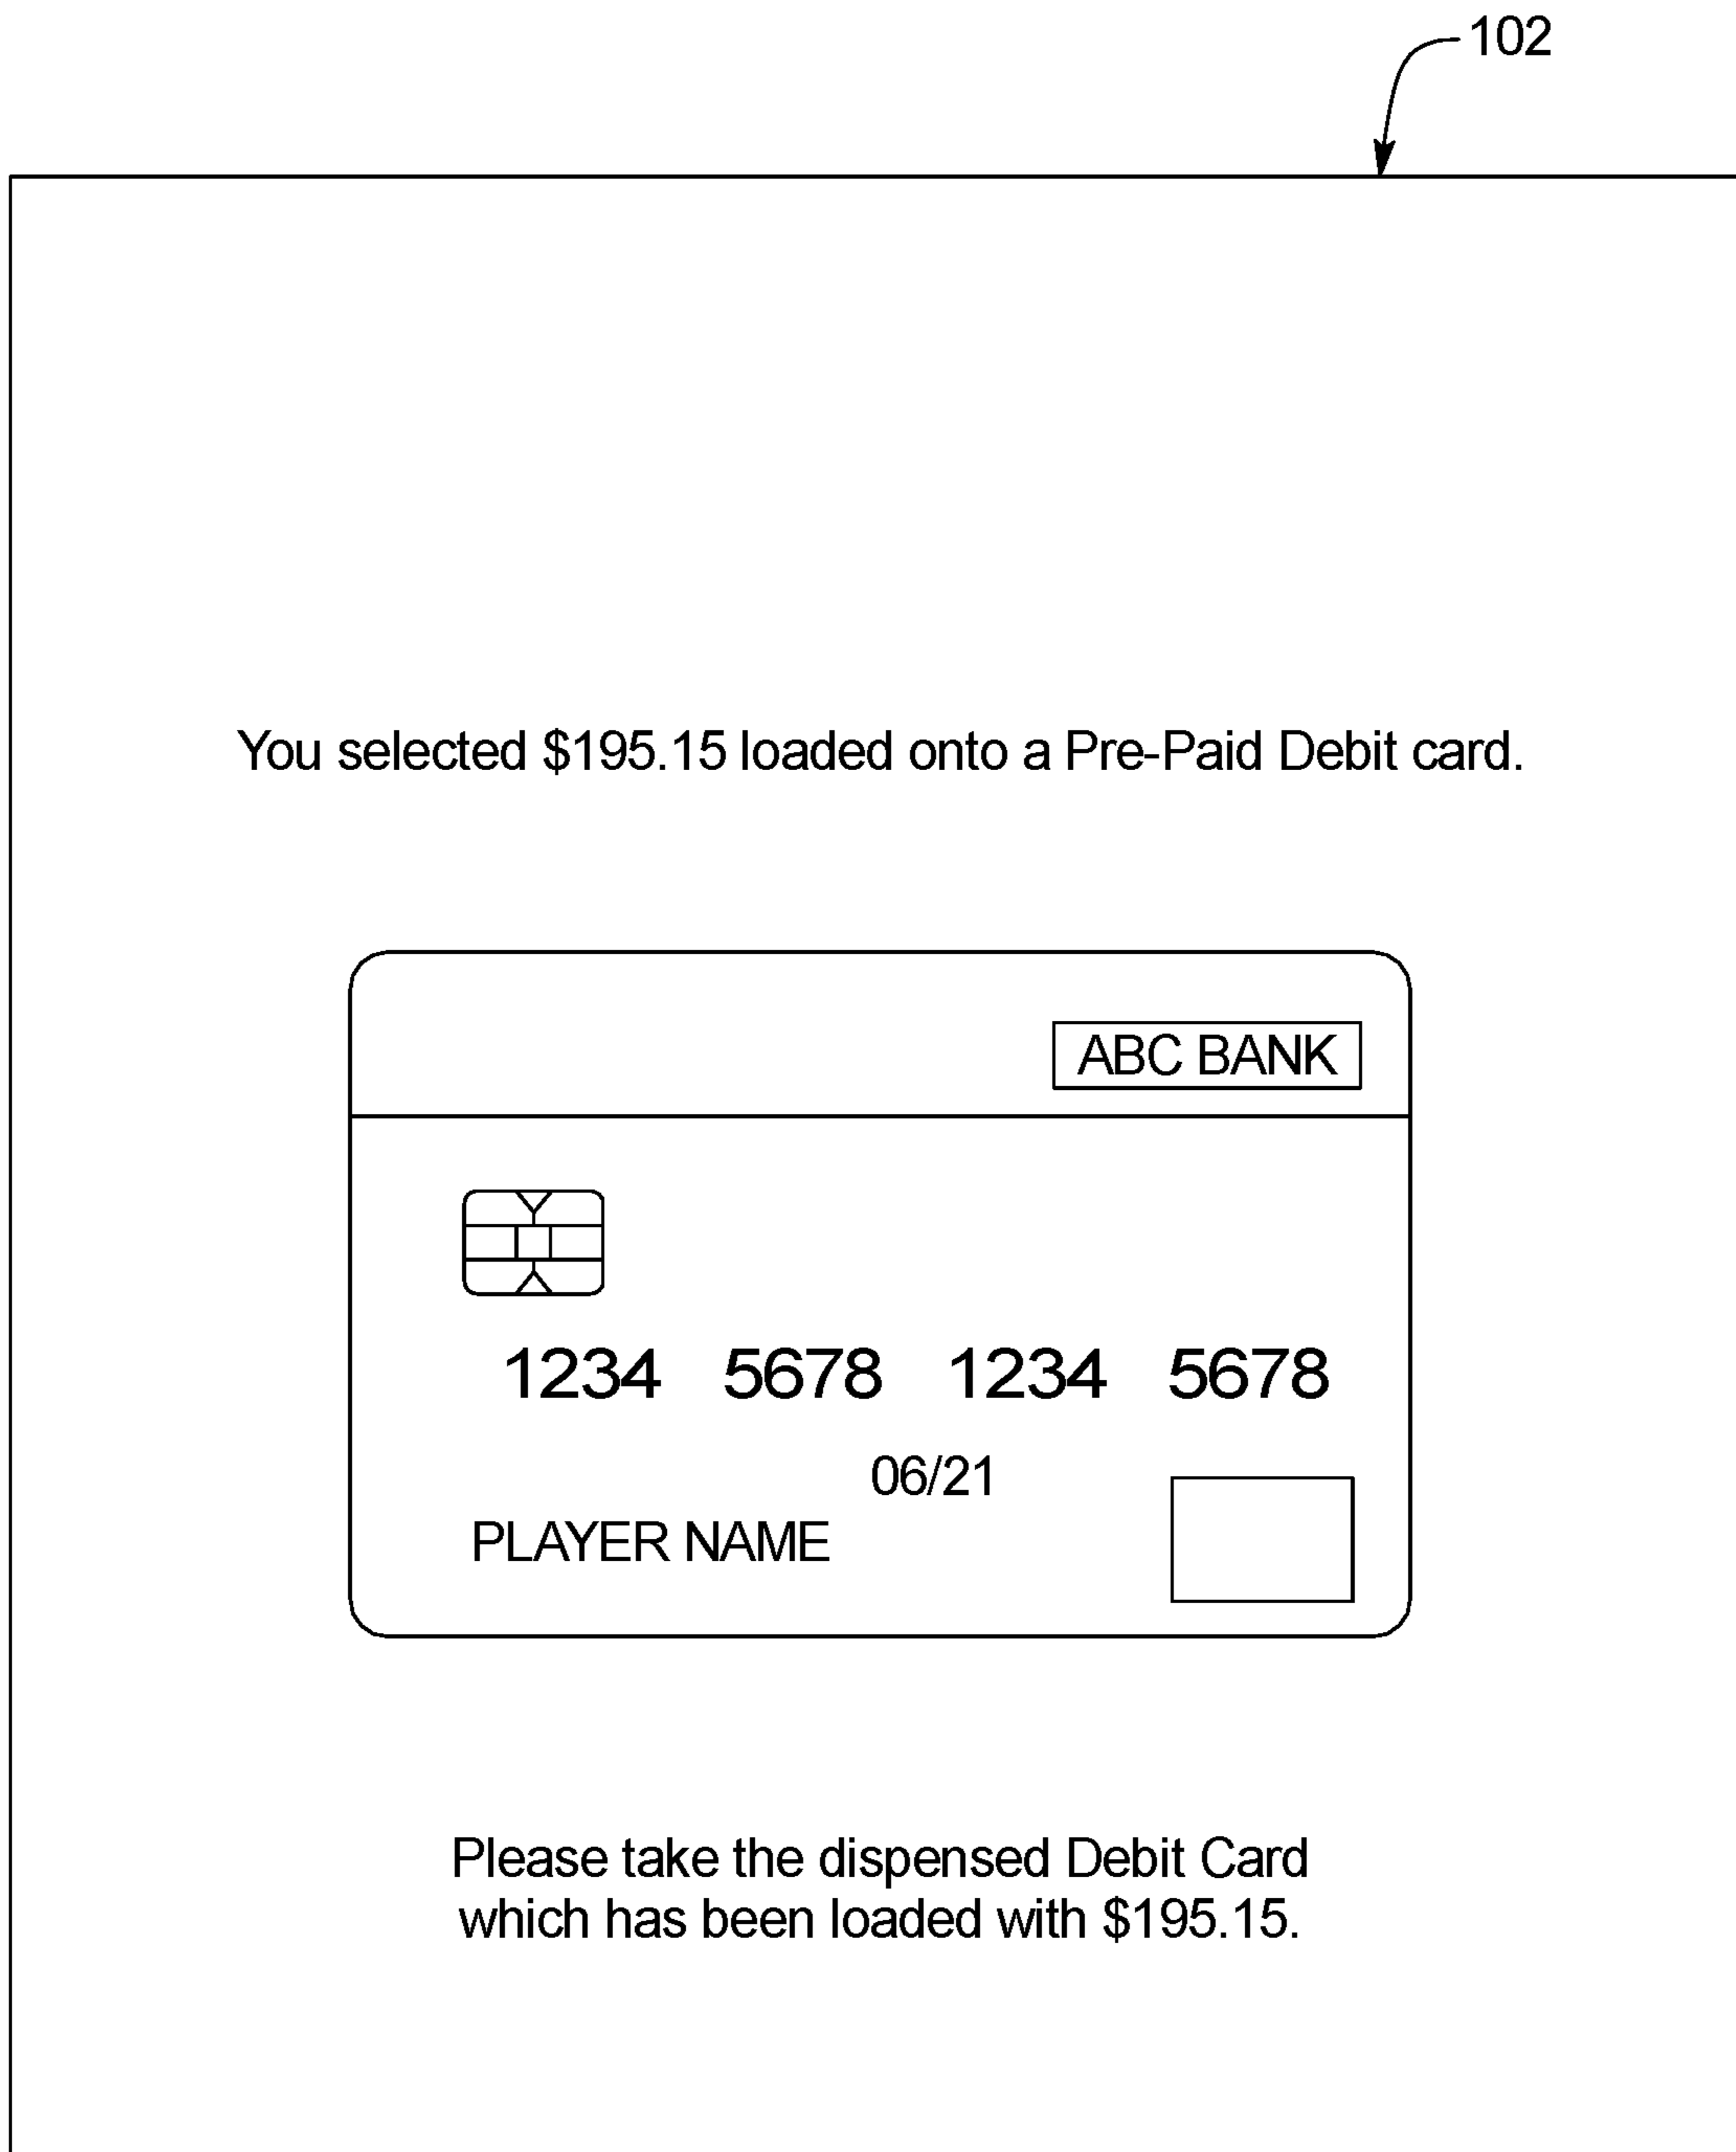 102
You selected $195.15 loaded onto a Pre-Paid Debit card.
ABC BANK
1234 5678 1234 5678
06/21
PLAYER NAME
Please take the dispensed Debit Card
which has been loaded with $195.15.